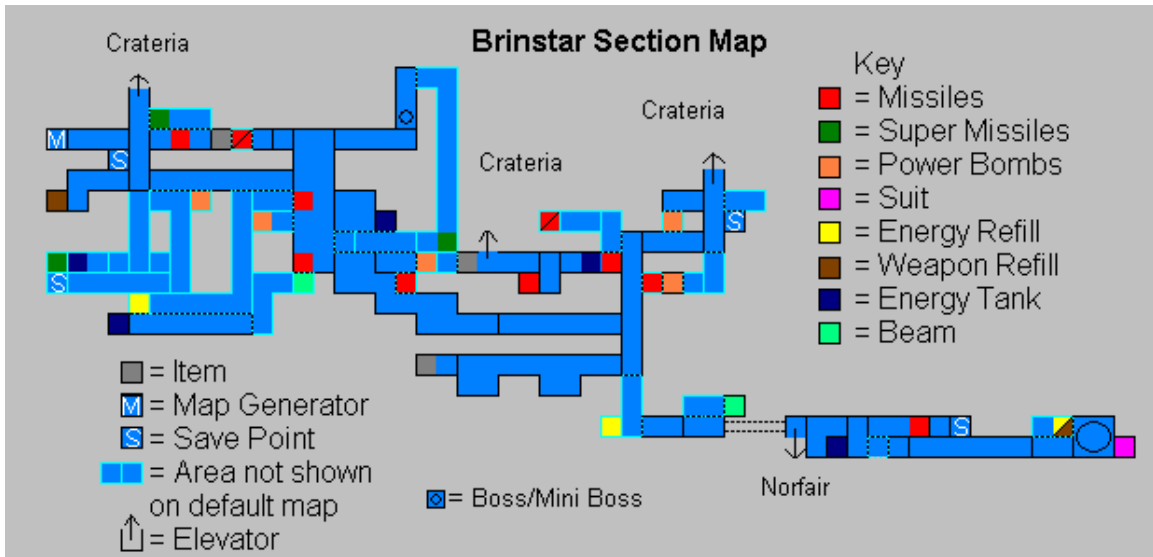 Brinstar Section Map
Crateria
Crateria
Crateria
Key
= Missiles
= Super Missiles
= Power Bombs
= Suit
= Energy Refill
= Weapon Refill
= Energy Tank
= Beam
M
S
S
S
S
Norfair
= Item
M = Map Generator
S = Save Point
= Area not shown
on default map
= Elevator
= Boss/Mini Boss